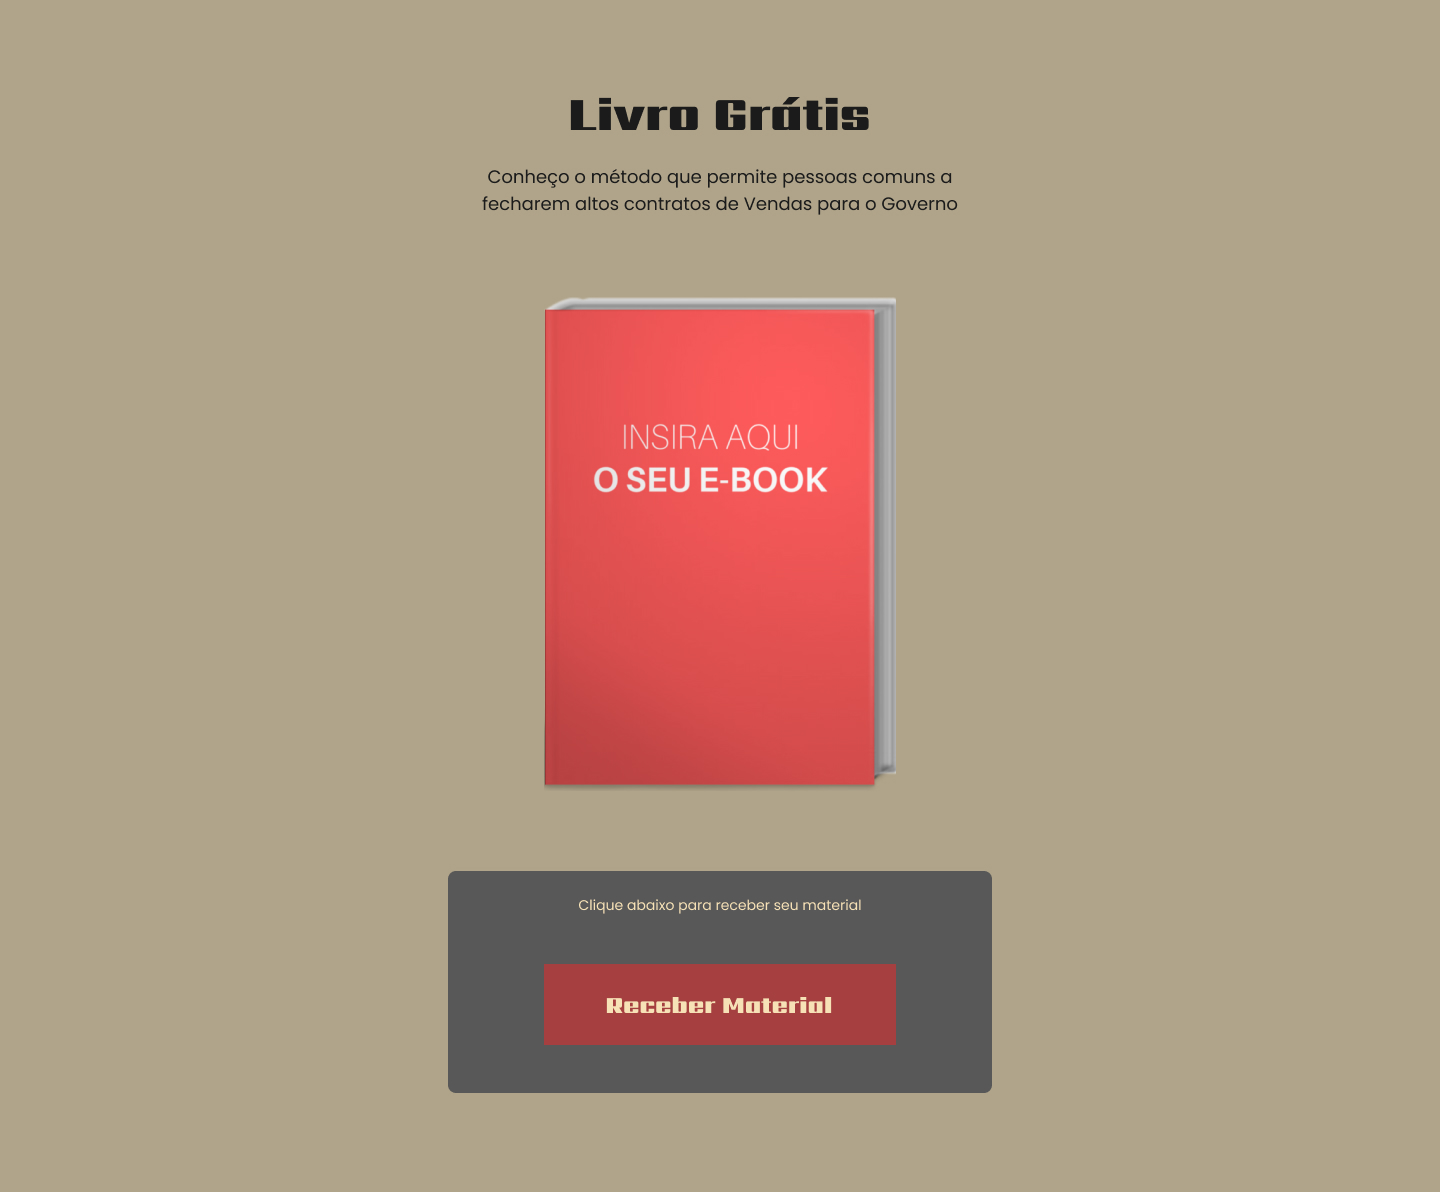 Livro Grátis
Conheço o método que permite pessoas comuns a
fecharem altos contratos de Vendas para o Governo
INSIRA AQUI
O SEU E-BOOK
Clique abaixo para receber seu material
Receber Material